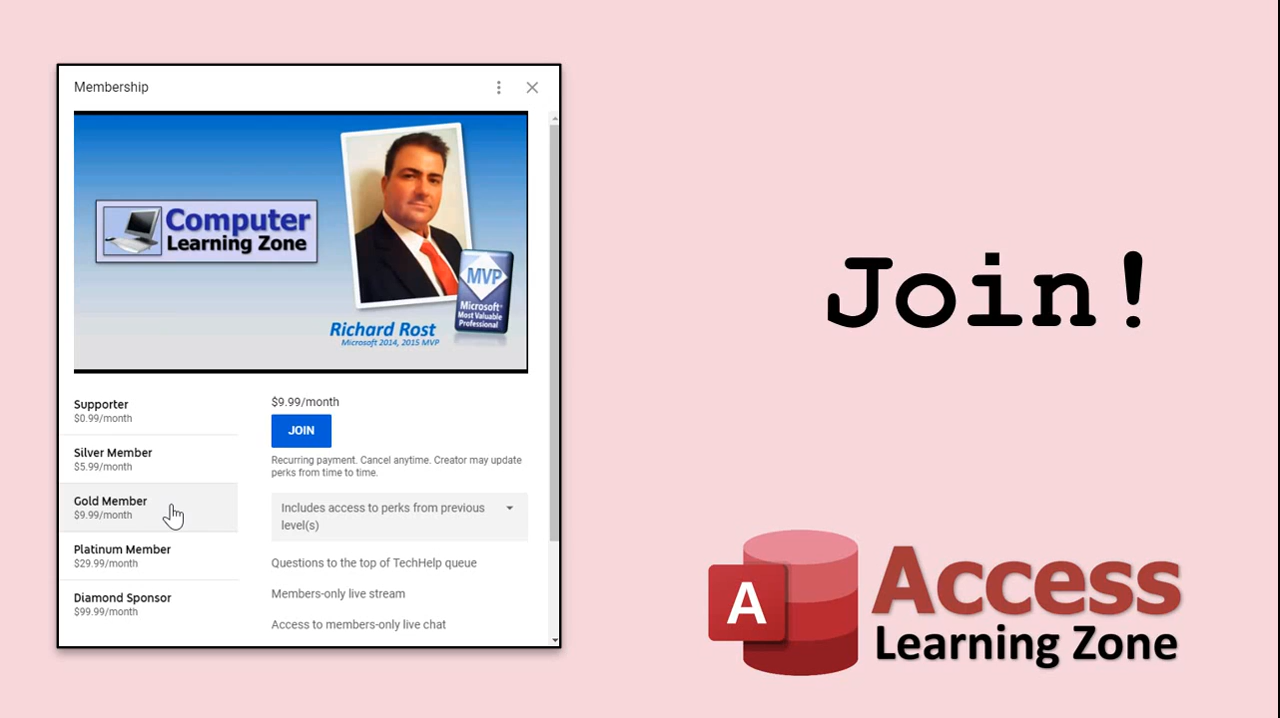 Membership
Computer
Learning Zone
MVP
Microsoft®
Most Valuable
Professional
Richard Rost
Microsoft 2014, 2015 MVP
Supporter
$0.99/month
Silver Member
$5.99/month
Gold Member
$9.99/month
Platinum Member
$29.99/month
Diamond Sponsor
$99.99/month
$9.99/month
JOIN
Recurring payment. Cancel anytime. Creator may update
perks from time to time.
Includes access to perks from previous
level(s)
Questions to the top of TechHelp queue
Members-only live stream
Access to members-only live chat
Join!
A
Access
Learning Zone